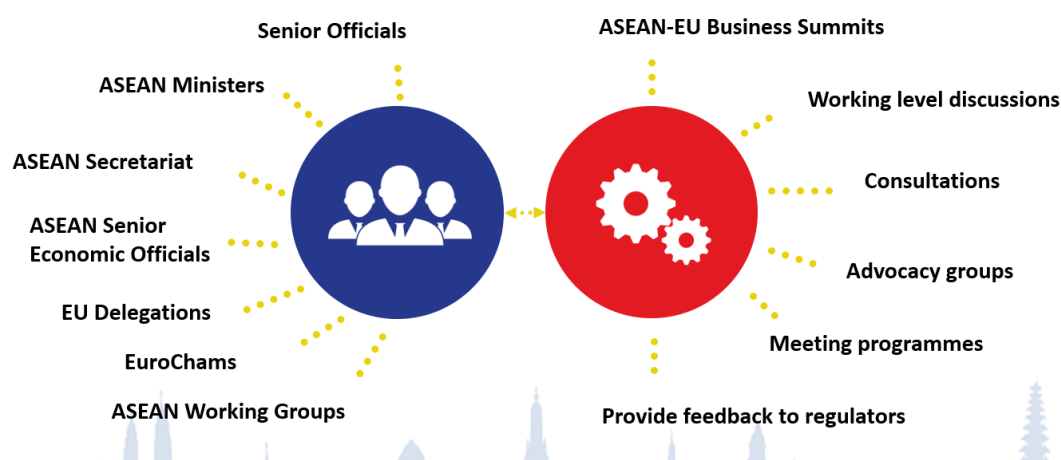 Senior Officials
ASEAN Ministers
ASEAN Secretariat
ASEAN Senior
Economic Officials
EU Delegations
EuroChams
ASEAN Working Groups
ASEAN-EU Business Summits
Working level discussions
Consultations
Advocacy groups
Meeting programmes
Provide feedback to regulators